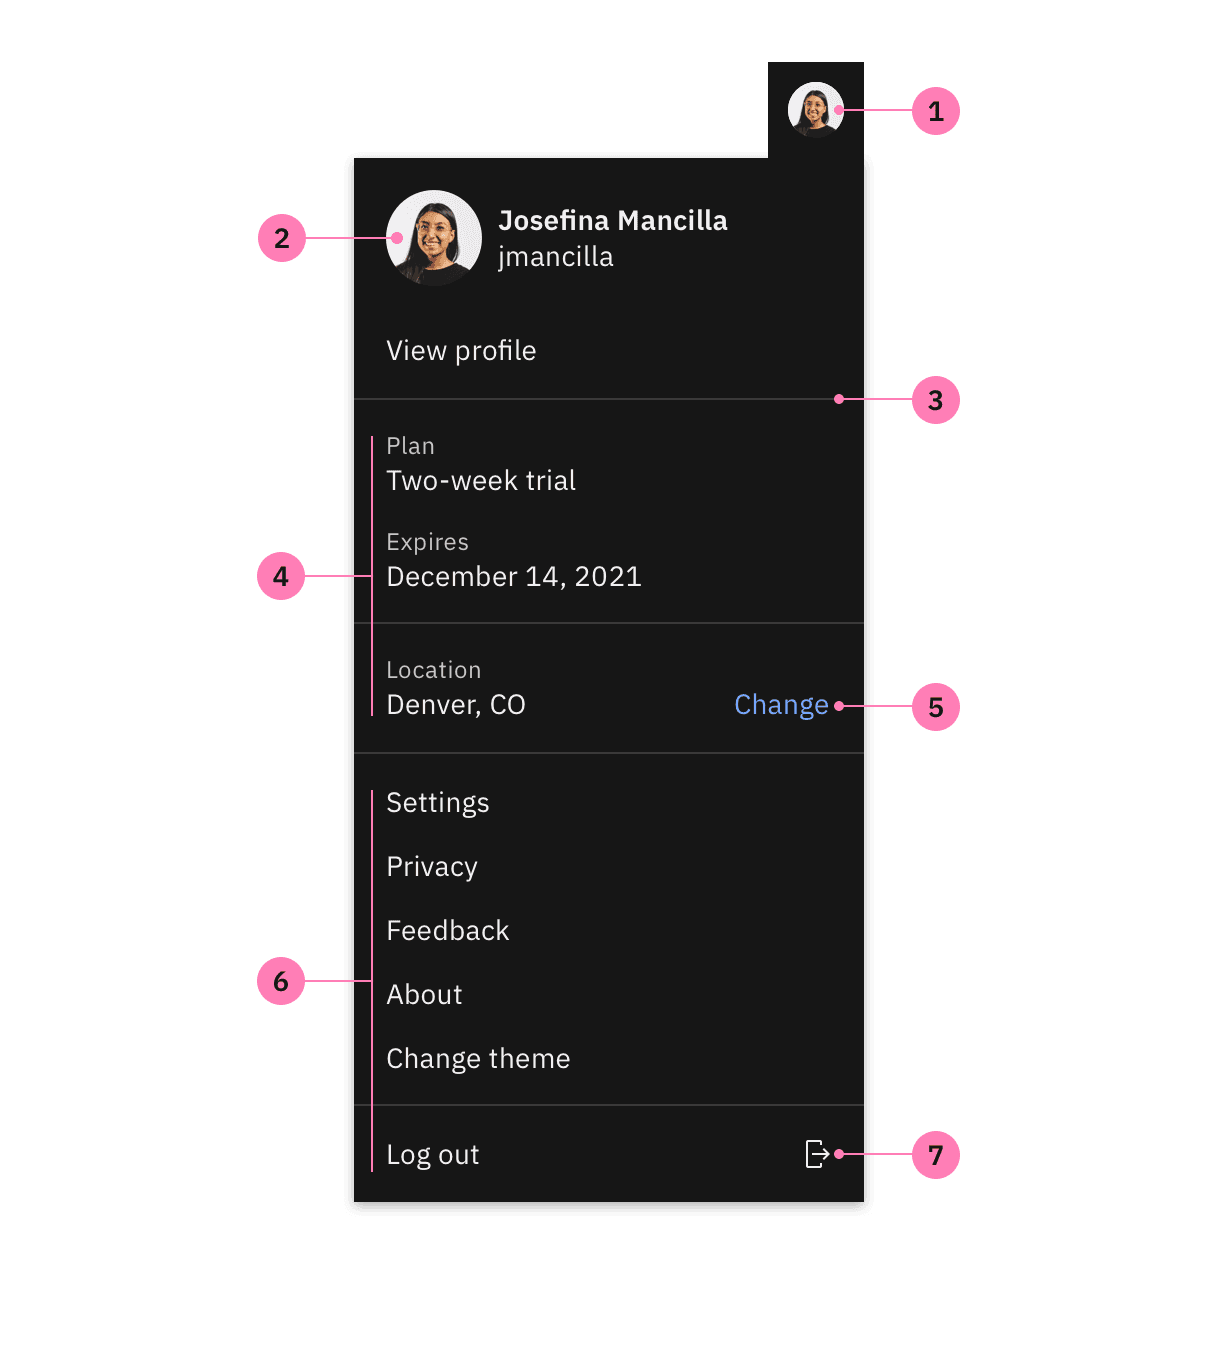 1
2
Josefina Mancilla
jmancilla
View profile
3
Plan
Two-week trial
Expires
4
December 14, 2021
Location
Denver, CO
Change
5
Settings
Privacy
Feedback
6
About
Change theme
Log out
7